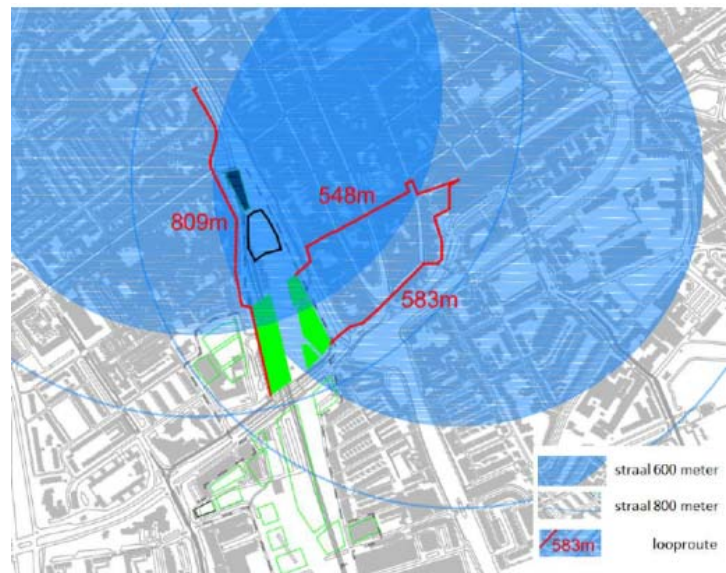 548m
809m
583m
straal 600 meter
straal 800 meter
583m
looproute